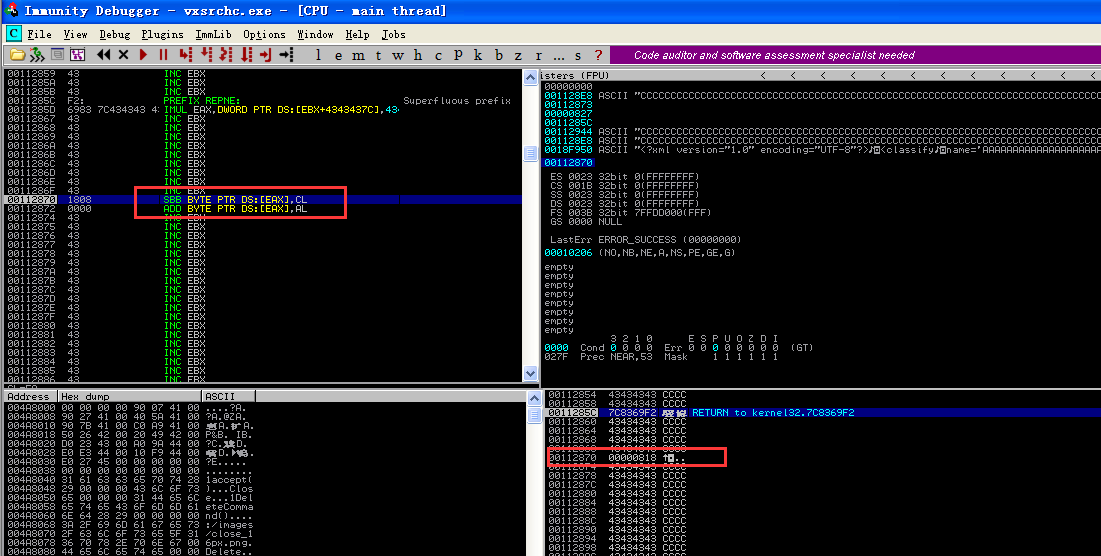 Immunity Debugger - vxsrchc.exe - [CPU - main thread]
C File View Debug Plugins ImmLib Options Window Help Jobs
l e m t w h c p k b z r ... s ? Code auditor and software assessment specialist needed
00112859 43 INC EBX
0011285A 43 INC EBX
0011285B 43 INC EBX
0011285C F2: PREFIX REPNE: Superfluous prefix
0011285D 6983 7C434343 4: IMUL EAX,DWORD PTR DS:[EBX+4343437C],43
00112867 43 INC EBX
00112868 43 INC EBX
00112869 43 INC EBX
0011286A 43 INC EBX
0011286B 43 INC EBX
0011286C 43 INC EBX
0011286D 43 INC EBX
0011286E 43 INC EBX
0011286F 43 INC EBX
00112870 1808 SBB BYTE PTR DS:[EAX],CL
00112872 0000 ADD BYTE PTR DS:[EAX],AL
00112874 43 INC EBX
00112875 43 INC EBX
00112876 43 INC EBX
00112877 43 INC EBX
00112878 43 INC EBX
00112879 43 INC EBX
0011287A 43 INC EBX
0011287B 43 INC EBX
0011287C 43 INC EBX
0011287D 43 INC EBX
0011287E 43 INC EBX
0011287F 43 INC EBX
00112880 43 INC EBX
00112881 43 INC EBX
00112882 43 INC EBX
00112883 43 INC EBX
00112884 43 INC EBX
00112885 43 INC EBX
00112886 43 INC EBX
isters (FPU) < < < < < < < < < < < <
00000000
001128E3 ASCII "CCCCCCCCCCCCCCCCCCCCCCCCCCCCCCCCCCCCCCCCCCCCCCCCCCCCCCCCCCCCCCCCCCCCCC
00112873
00000827
0011285C
00112944 ASCII "CCCCCCCCCCCCCCCCCCCCCCCCCCCCCCCCCCCCCCCCCCCCCCCCCCCCCCCCCCCCCCCCCCCCCC
001128E8 ASCII "CCCCCCCCCCCCCCCCCCCCCCCCCCCCCCCCCCCCCCCCCCCCCCCCCCCCCCCCCCCCCCCCCCCCCC
0018F950 ASCII "<?xml version="1.0" encoding="UTF-8"?><classify name='AAAAAAAAAAAAAAAAAAAA
00112870
ES 0023 32bit 0(FFFFFFFF)
CS 001B 32bit 0(FFFFFFFF)
SS 0023 32bit 0(FFFFFFFF)
DS 0023 32bit 0(FFFFFFFF)
FS 003B 32bit 7FFDD000(FFF)
GS 0000 NULL
LastErr ERROR_SUCCESS (00000000)
00010206 (NO,NB,NE,A,NS,PE,GE,G)
empty
empty
empty
empty
empty
empty
empty
empty
3 2 1 0 E S P U O Z D I
0000 Cond 0 0 0 0 Err 0 0 0 0 0 0 0 0 (GT)
027F Prec NEAR,53 Mask 1 1 1 1 1 1
Address Hex dump ASCII
004A8000 00 00 00 00 90 07 41 00 ....?A.
004A8008 90 27 41 00 40 5A 41 00 ?A.@ZA.
004A8010 90 7B 41 00 C0 A9 41 00
004A8018 50 26 42 00 20 49 42 00 P&B. IB.
004A8020 D0 23 43 00 A0 9A 44 00
004A8028 E0 E3 44 00 10 F9 44 00
004A8030 E0 27 45 00 00 00 00 00 ?E.....
004A8038 00 00 00 00 00 00 00 00 ........
004A8040 31 61 63 63 65 70 74 28 1accept(
004A8048 29 00 00 00 43 6C 6F 73 )...Clos
004A8050 65 00 00 00 31 44 65 6C e...1Del
004A8058 65 74 65 43 6F 6D 6D 61 eteComma
004A8060 6E 64 28 29 00 00 00 00 nd()....
004A8068 3A 2F 69 6D 61 67 65 73 :/images
004A8070 2F 63 6C 6F 73 65 5F 31 /close_1
004A8078 36 70 78 2E 70 6E 67 00 6px.png.
004A8080 44 65 6C 65 74 65 00 00 Delete..
00112854 43434343 CCCC
00112858 43434343 CCCC
0011285C 7C8369F2 RETURN to kernel32.7C8369F2
00112860 43434343 CCCC
00112864 43434343 CCCC
00112868 43434343 CCCC
00112870 00000818
00112874 43434343 CCCC
00112878 43434343 CCCC
0011287C 43434343 CCCC
00112880 43434343 CCCC
00112884 43434343 CCCC
00112888 43434343 CCCC
0011288C 43434343 CCCC
00112890 43434343 CCCC
00112894 43434343 CCCC
00112898 43434343 CCCC
0011289C 43434343 CCCC